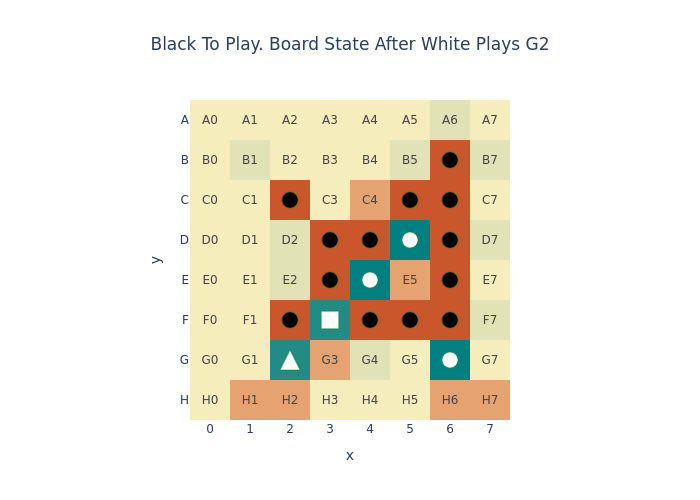 Black To Play. Board State After White Plays G2
A A0 A1 A2 A3 A4 A5 A6 A7
B B0 B1 B2 B3 B4 B5 B7
C C0 C1 C3 C4 C7
D D0 D1 D2 D7
y
E E0 E1 E2 E5 E7
F F0 F1 F7
G G0 G1 G3 G4 G5 G7
H H0 H1 H2 H3 H4 H5 H6 H7
0 1 2 3 4 5 6 7
x